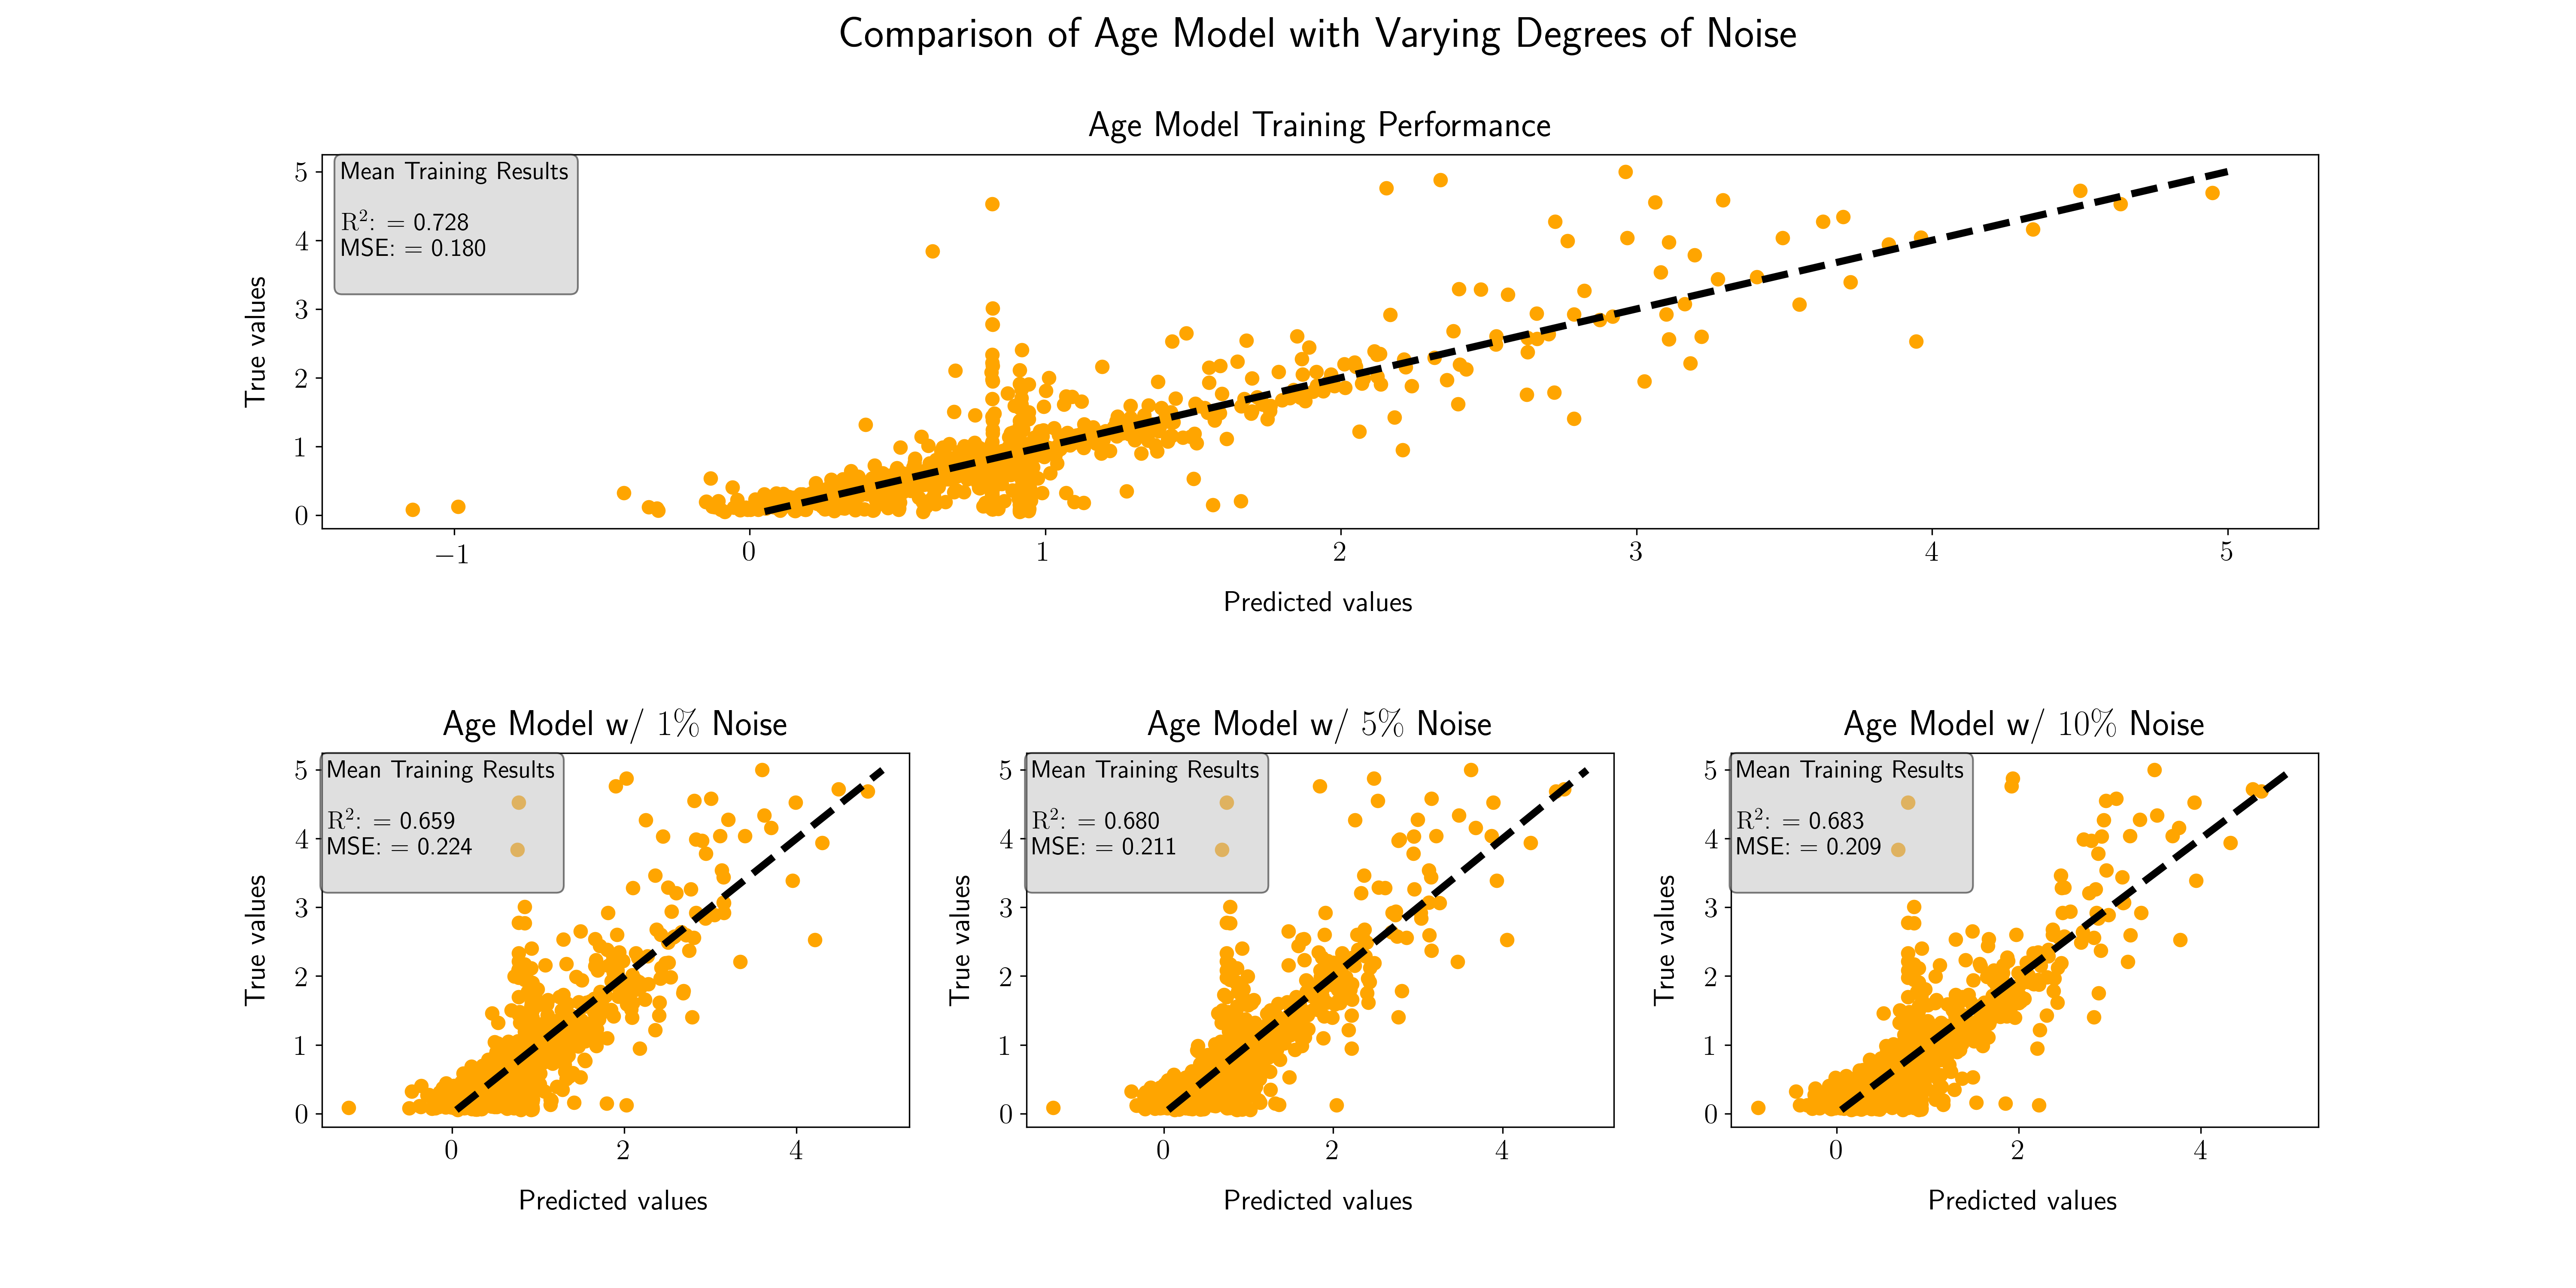 Comparison of Age Model with Varying Degrees of Noise
Age Model Training Performance
Mean Training Results
R²: = 0.728
MSE: = 0.180
True values
5
4
3
2
1
0
−1 0 1 2 3 4 5
Predicted values
Age Model w/ 1% Noise
Mean Training Results
R²: = 0.659
MSE: = 0.224
True values
5
4
3
2
1
0
0 2 4
Predicted values
Age Model w/ 5% Noise
Mean Training Results
R²: = 0.680
MSE: = 0.211
True values
5
4
3
2
1
0
0 2 4
Predicted values
Age Model w/ 10% Noise
Mean Training Results
R²: = 0.683
MSE: = 0.209
True values
5
4
3
2
1
0
0 2 4
Predicted values